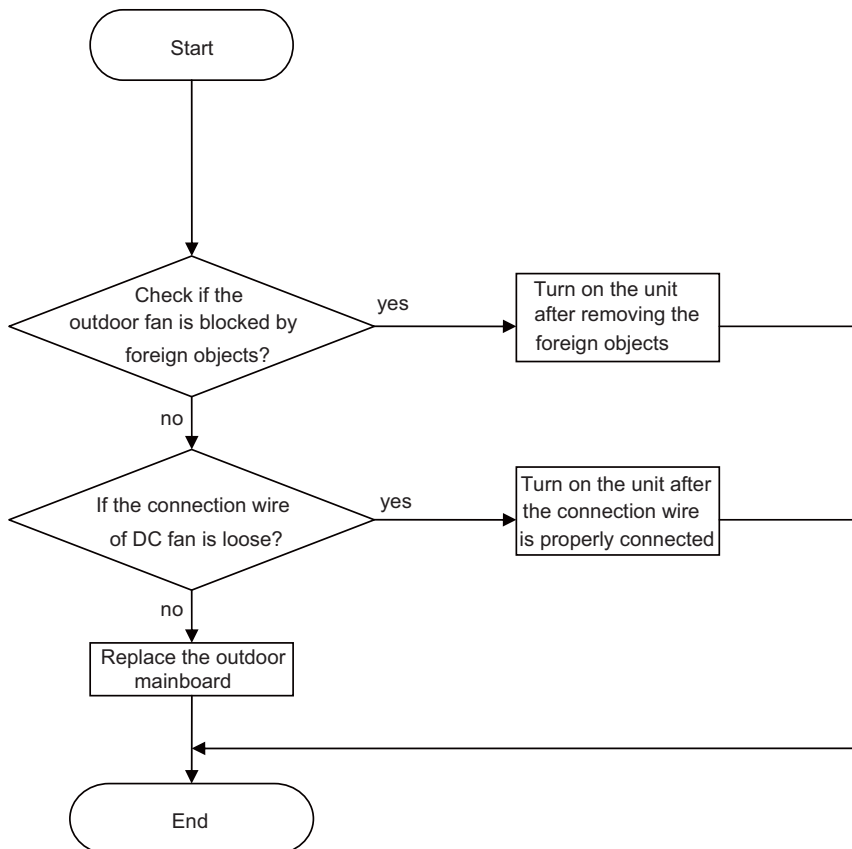 Start
Check if the
outdoor fan is blocked by
foreign objects?
yes
Turn on the unit
after removing the
foreign objects
no
If the connection wire
of DC fan is loose?
yes
Turn on the unit after
the connection wire
is properly connected
no
Replace the outdoor
mainboard
End